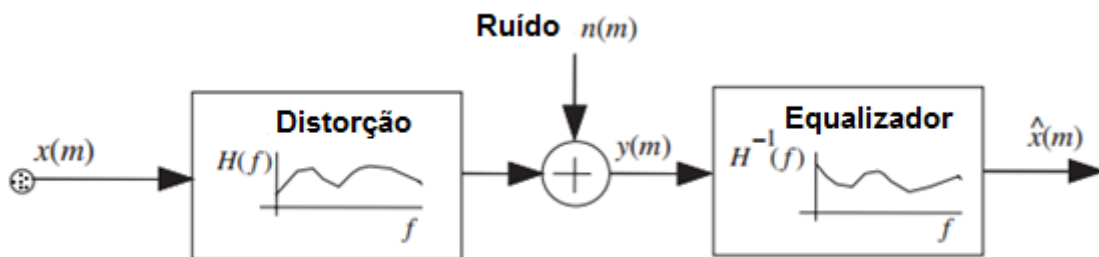 Ruído n(m)
Distorção
Equalizador
x(m)
H(f)
f
y(m)
H⁻¹(f)
f
x̂(m)